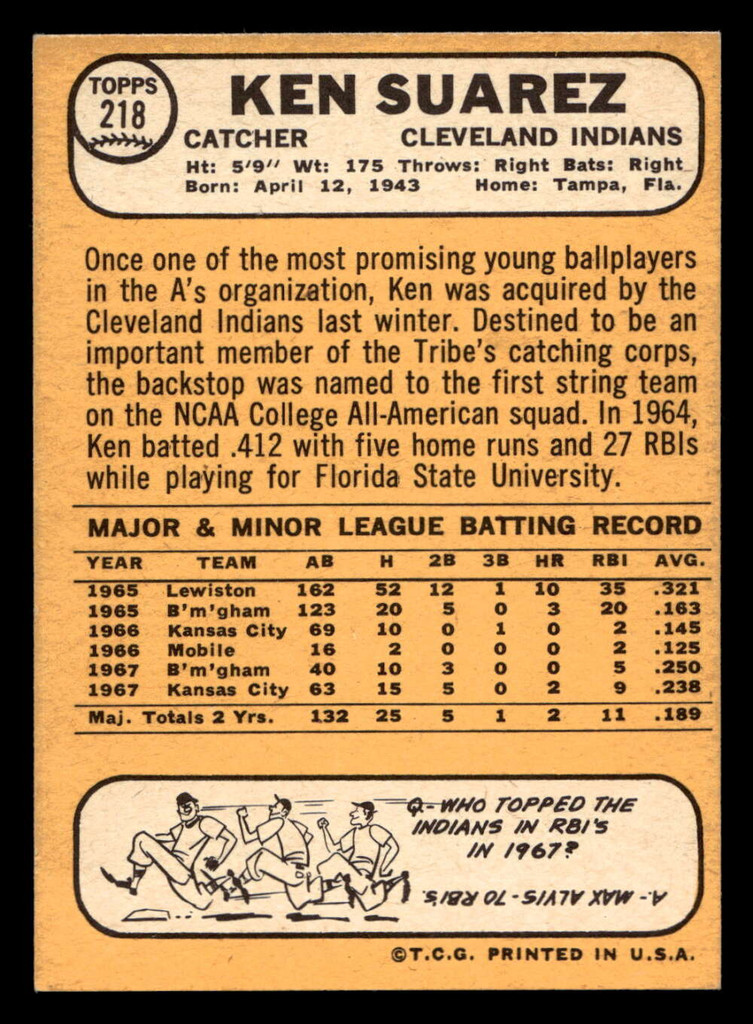 TOPPS
218
KEN SUAREZ
CATCHER CLEVELAND INDIANS
Ht: 5'9" Wt: 175 Throws: Right Bats: Right
Born: April 12, 1943 Home: Tampa, Fla.
Once one of the most promising young ballplayers
in the A's organization, Ken was acquired by the
Cleveland Indians last winter. Destined to be an
important member of the Tribe's catching corps,
the backstop was named to the first string team
on the NCAA College All-American squad. In 1964,
Ken batted .412 with five home runs and 27 RBIs
while playing for Florida State University.
MAJOR & MINOR LEAGUE BATTING RECORD
YEAR TEAM AB H 2B 3B HR RBI AVG.
1965 Lewiston 162 52 12 1 10 35 .321
1965 B'm'gham 123 20 5 0 3 20 .163
1966 Kansas City 69 10 0 1 0 2 .145
1966 Mobile 16 2 0 0 0 2 .125
1967 B'm'gham 40 10 3 0 0 5 .250
1967 Kansas City 63 15 5 0 2 9 .238
Maj. Totals 2 Yrs. 132 25 5 1 2 11 .189
Q-WHO TOPPED THE
INDIANS IN RBI'S
IN 1967?
A- MAX ALVIS-70 RBI'S.
©T.C.G. PRINTED IN U.S.A.